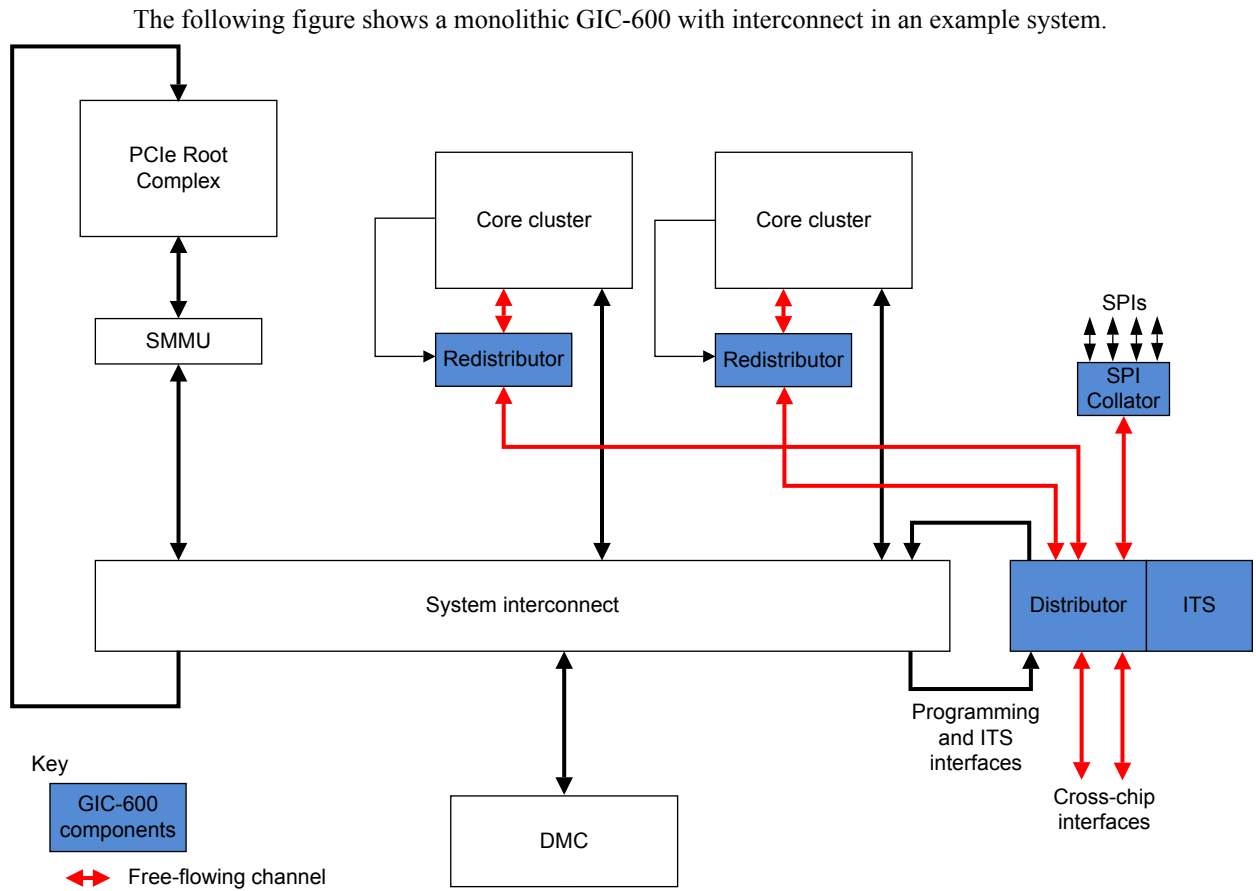 The following figure shows a monolithic GIC-600 with interconnect in an example system.
PCIe Root
Complex
Core cluster
Core cluster
SPIs
SMMU
Redistributor
Redistributor
SPI
Collator
System interconnect
Distributor
ITS
Programming
and ITS
interfaces
Cross-chip
interfaces
DMC
Key
GIC-600
components
Free-flowing channel